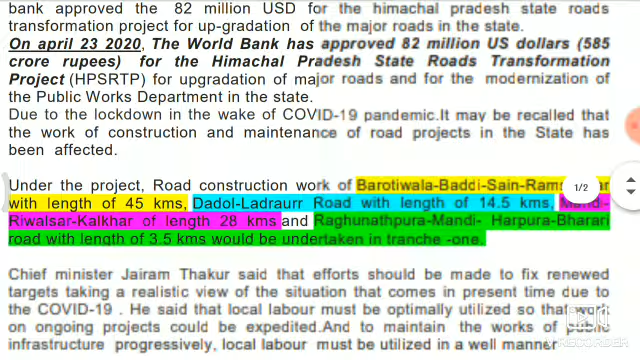 bank approved the 82 million USD for the himachal pradesh state roads
transformation project for up-gradation of the major roads in the state.
On april 23 2020, The World Bank has approved 82 million US dollars (585
crore rupees) for the Himachal Pradesh State Roads Transformation
Project (HPSRTP) for upgradation of major roads and for the modernization of
the Public Works Department in the state.
Due to the lockdown in the wake of COVID-19 pandemic.It may be recalled that
the work of construction and maintenance of road projects in the State has
been affected.
Under the project, Road construction work of Barotiwala-Baddi-Sain-
with length of 45 kms, Dadol-Ladraurr Road with length of 14.5 kms, Mandi-
Riwalsar-Kalkhar of length 28 kms and Raghunathpura-Mandi-Harpura-Bharari
road with length of 3.5 kms would be undertaken in tranche -one.
1/2
Chief minister Jairam Thakur said that efforts should be made to fix renewed
targets taking a realistic view of the situation that comes in present time due to
the COVID-19 . He said that local labour must be optimally utilized so that
on ongoing projects could be expedited.And to maintain the works of
infrastructure progressively, local labour must be utilized in a well manner
RECORDER